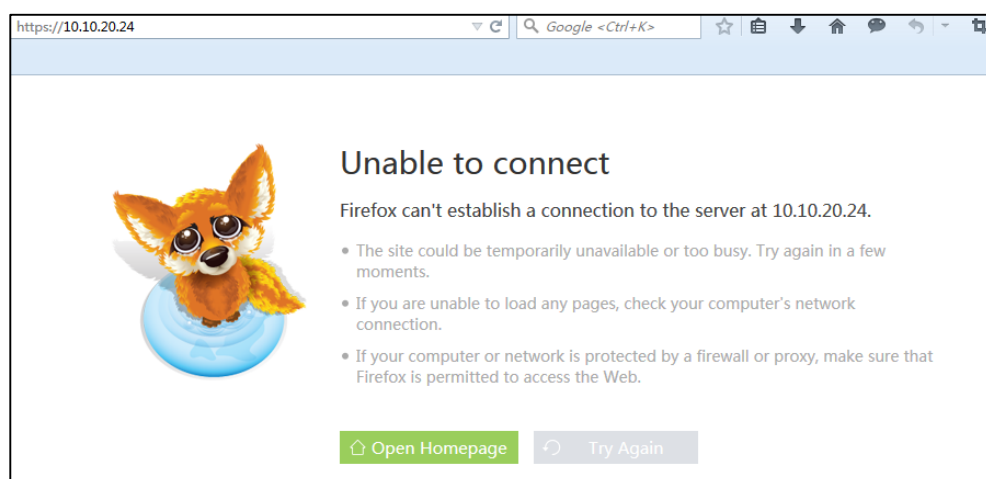 https://10.10.20.24
Google <Ctrl+K>
Unable to connect
Firefox can't establish a connection to the server at 10.10.20.24.
• The site could be temporarily unavailable or too busy. Try again in a few
moments.
• If you are unable to load any pages, check your computer's network
connection.
• If your computer or network is protected by a firewall or proxy, make sure that
Firefox is permitted to access the Web.
Open Homepage
Try Again